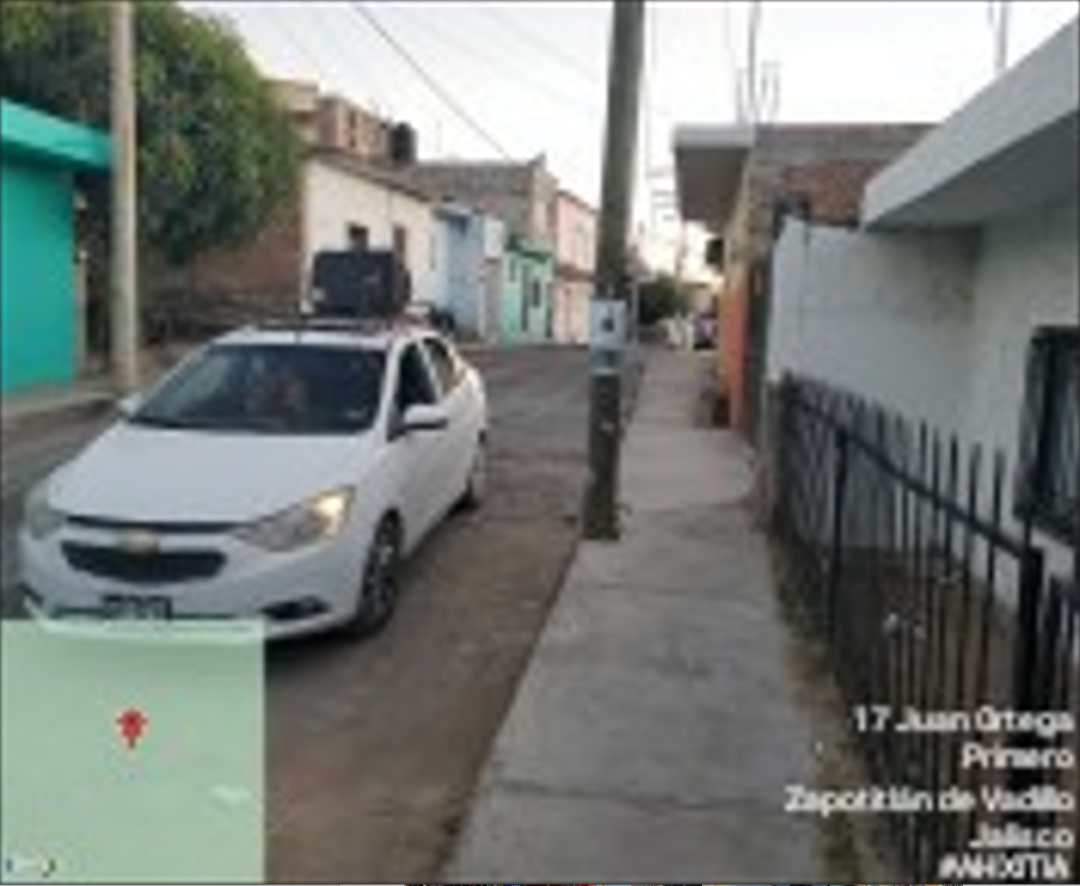 17 Juan Ortega
Primero
Zapotitlán de Vadillo
Jalisco